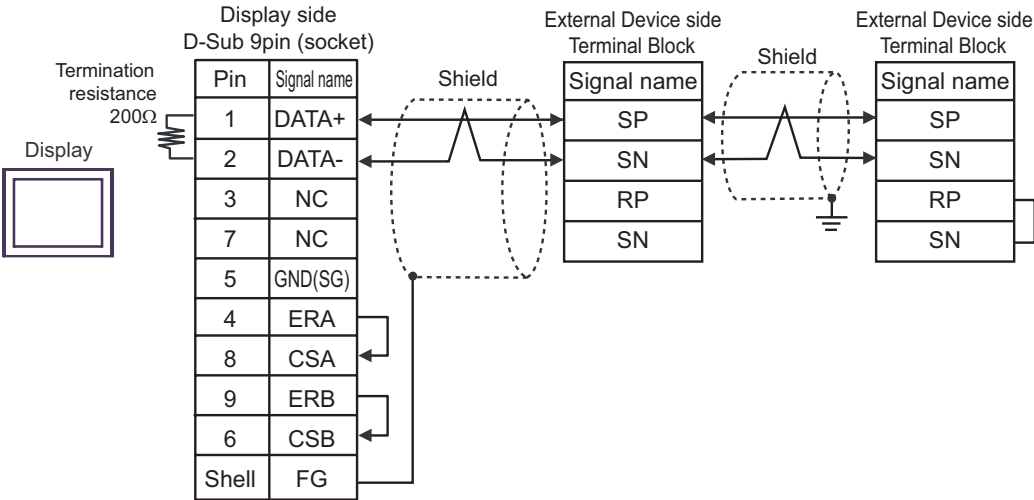 Display side
D-Sub 9pin (socket)
External Device side
Terminal Block
External Device side
Terminal Block
Termination
resistance
200Ω
Display
Pin Signal name
1 DATA+
2 DATA-
3 NC
7 NC
5 GND(SG)
4 ERA
8 CSA
9 ERB
6 CSB
Shell FG
Shield
Signal name
SP
SN
RP
SN
Shield
Signal name
SP
SN
RP
SN